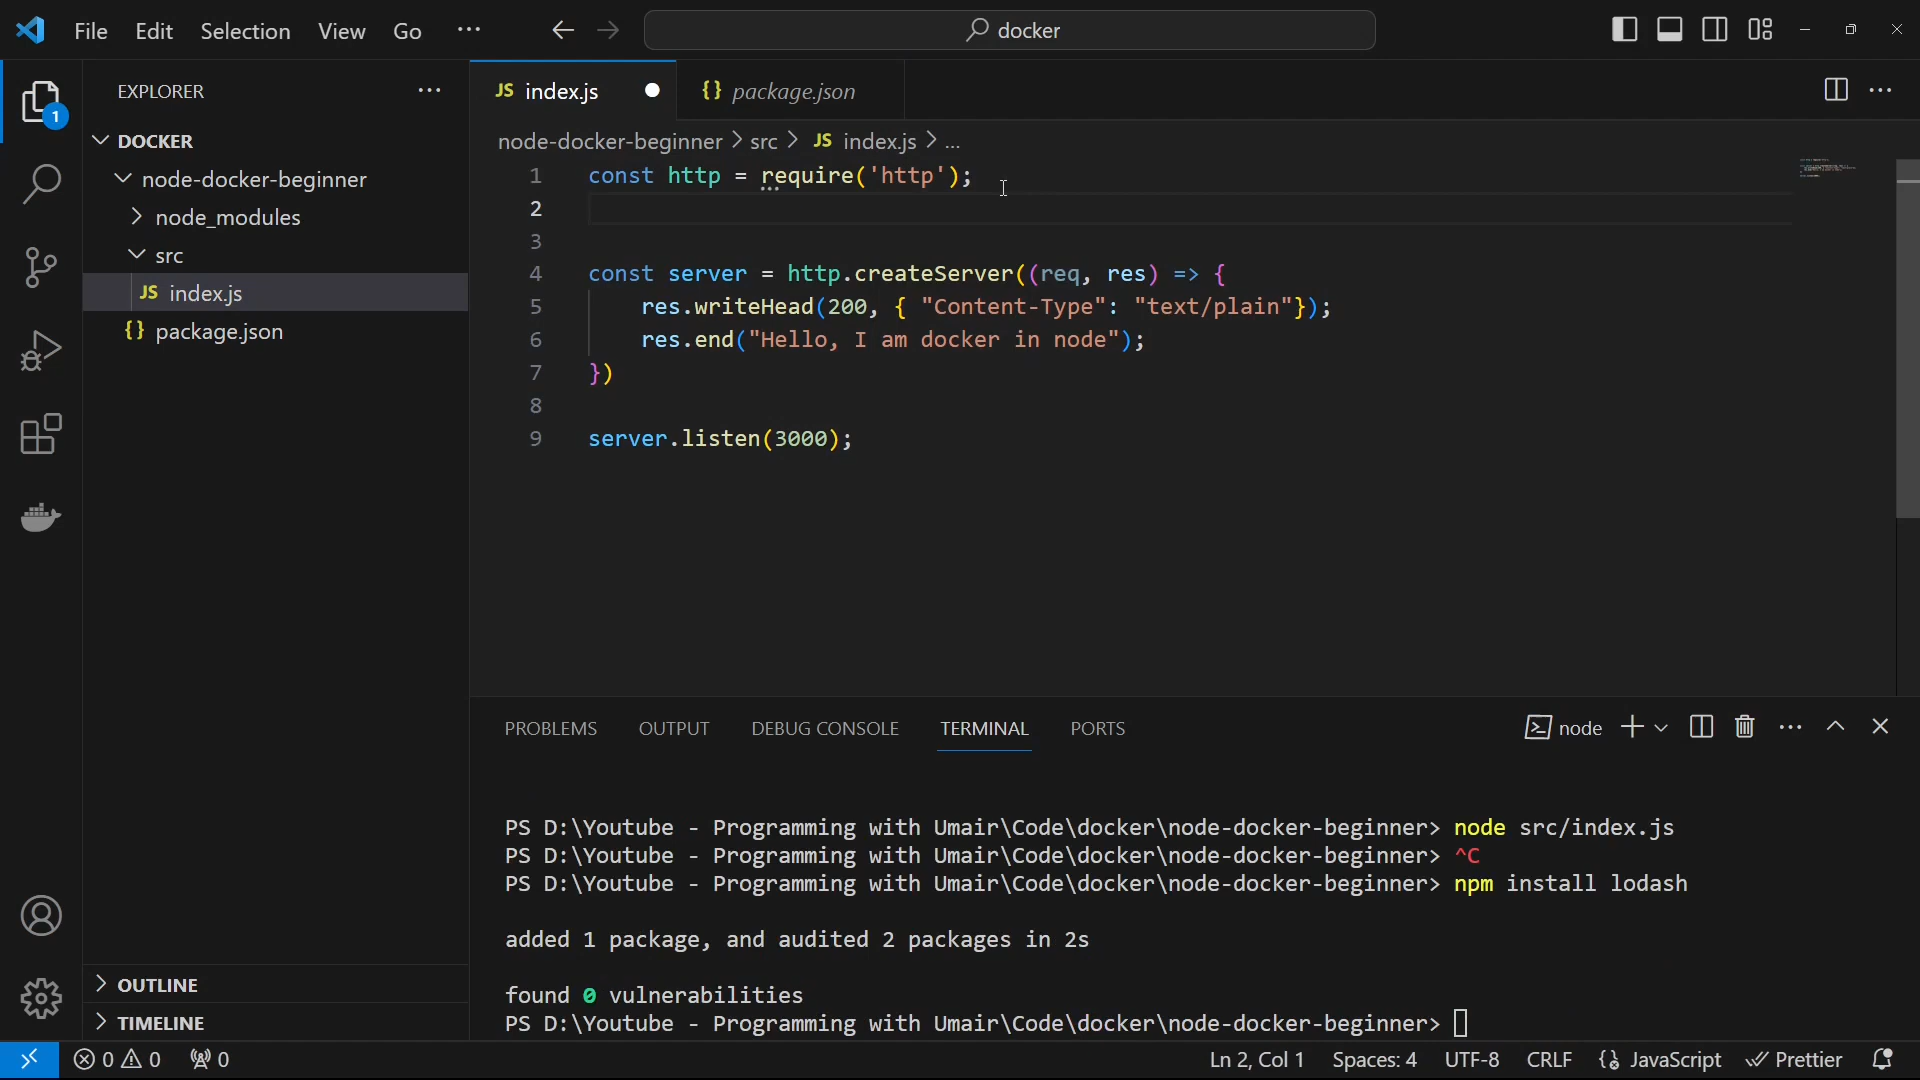 File Edit Selection View Go ··· docker
EXPLORER ···
DOCKER
node-docker-beginner
node_modules
src
JS index.js
{} package.json
OUTLINE
TIMELINE
1
JS index.js {} package.json
node-docker-beginner > src > JS index.js > ...
1 const http = require('http');
2
3
4 const server = http.createServer((req, res) => {
5 res.writeHead(200, { "Content-Type": "text/plain"});
6 res.end("Hello, I am docker in node");
7 })
8
9 server.listen(3000);
PROBLEMS OUTPUT DEBUG CONSOLE TERMINAL PORTS node
PS D:\Youtube - Programming with Umair\Code\docker\node-docker-beginner> node src/index.js
PS D:\Youtube - Programming with Umair\Code\docker\node-docker-beginner> ^C
PS D:\Youtube - Programming with Umair\Code\docker\node-docker-beginner> npm install lodash
added 1 package, and audited 2 packages in 2s
found 0 vulnerabilities
PS D:\Youtube - Programming with Umair\Code\docker\node-docker-beginner>
0 0 0 Ln 2, Col 1 Spaces: 4 UTF-8 CRLF JavaScript Prettier